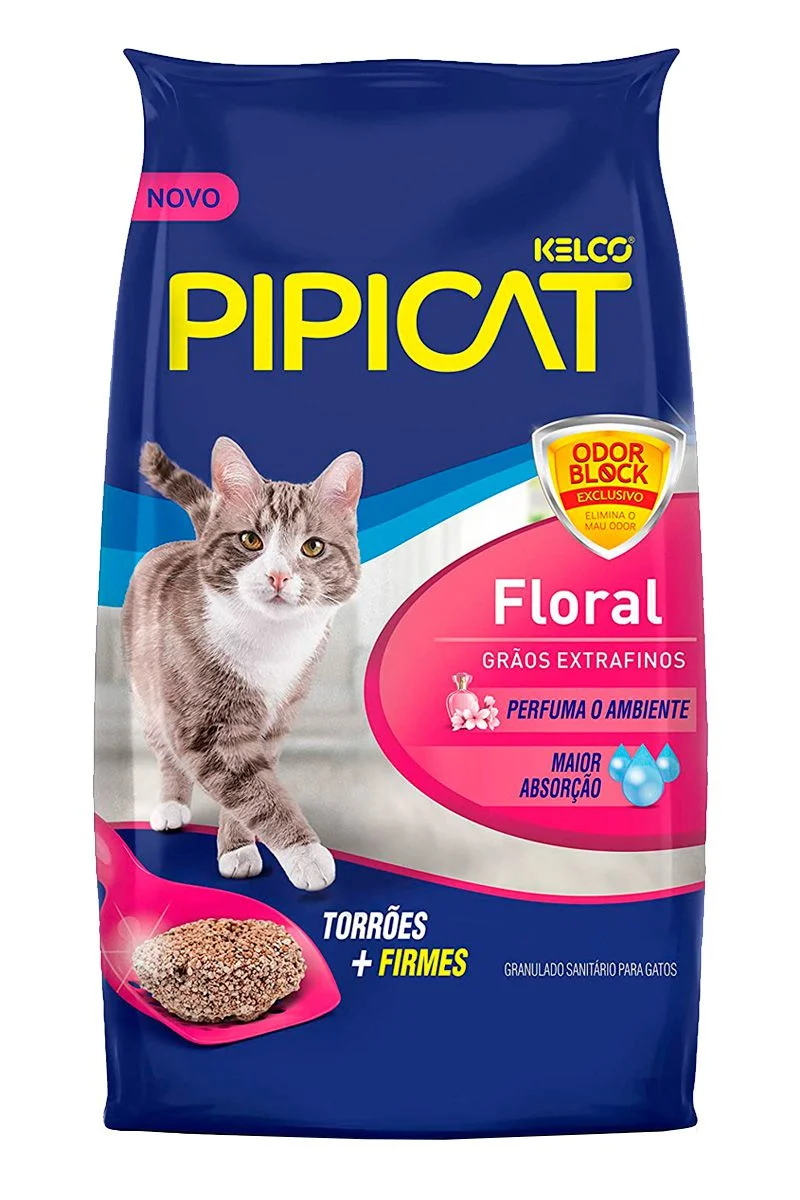 NOVO
KELCO®
PIPICAT
ODOR
BLOCK
EXCLUSIVO
ELIMINA O
MAU ODOR
Floral
GRÃOS EXTRAFINOS
PERFUMA O AMBIENTE
MAIOR
ABSORÇÃO
TORRÕES
+ FIRMES
GRANULADO SANITÁRIO PARA GATOS